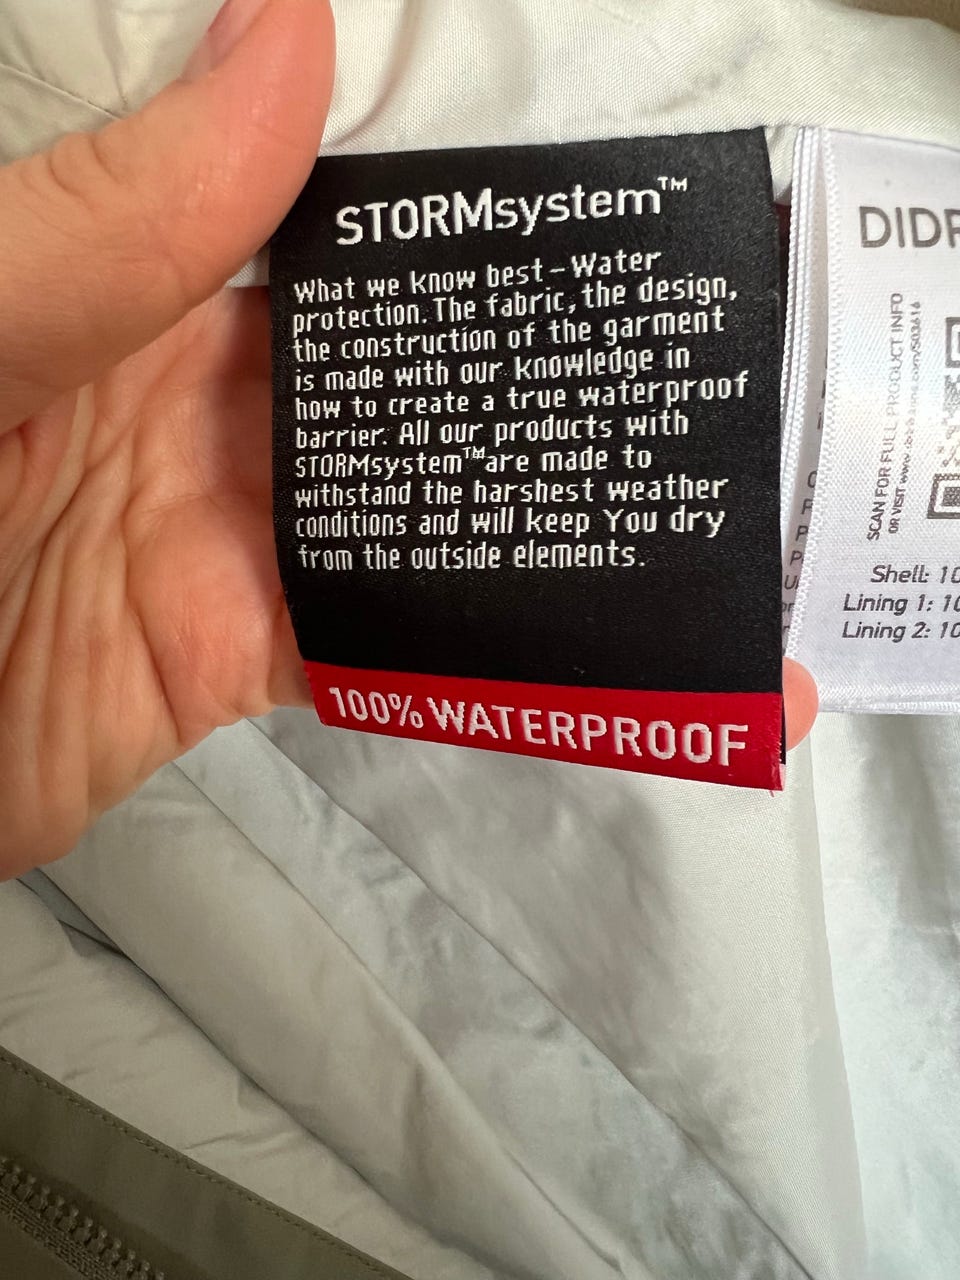 STORMsystem™
What we know best – Water
protection. The fabric, the design,
the construction of the garment
is made with our knowledge in
how to create a true waterproof
barrier. All our products with
STORMsystem™ are made to
withstand the harshest weather
conditions and will keep You dry
from the outside elements.
100% WATERPROOF
DIDR
SCAN FOR FULL PRODUCT INFO
OR VISIT
Shell: 10
Lining 1: 10
Lining 2: 10